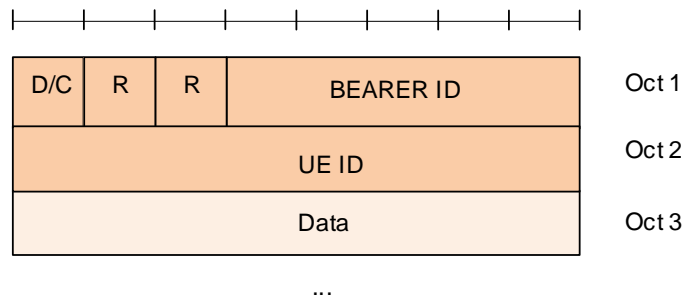 D/C R R BEARER ID Oct 1
UE ID Oct 2
Data Oct 3
...